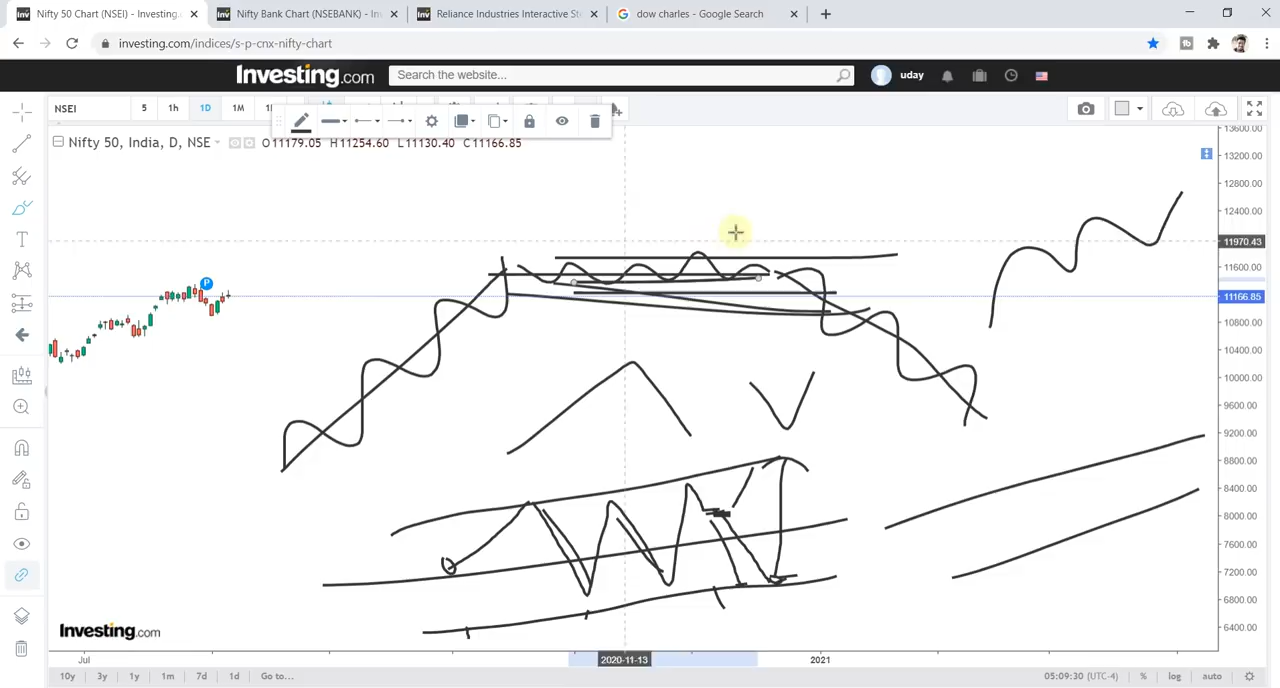 Nifty 50 Chart (NSEI) - Investing.
Nifty Bank Chart (NSEBANK) - In
Reliance Industries Interactive St
dow charles - Google Search
investing.com/indices/s-p-cnx-nifty-chart
Investing.com
Search the website...
uday
NSEI
5
1h
1D
1M
Nifty 50, India, D, NSE
O11179.05 H11254.60 L11130.40 C11166.85
P
13600.00
13200.00
12800.00
12400.00
11970.43
11600.00
11166.85
10800.00
10400.00
10000.00
9600.00
9200.00
8800.00
8400.00
8000.00
7600.00
7200.00
6800.00
6400.00
Investing.com
Jul
2020-11-13
2021
10y
3y
1y
1m
7d
1d
Go to...
05:09:30 (UTC-4)
%
log
auto